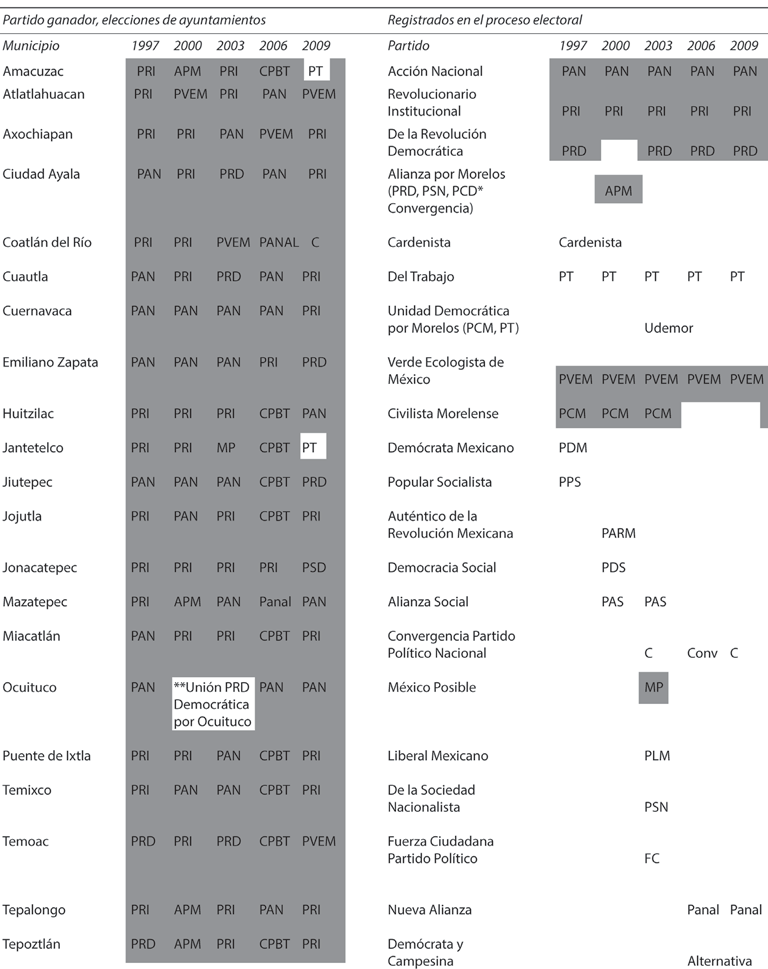 Partido ganador, elecciones de ayuntamientos
Municipio 1997 2000 2003 2006 2009
Amacuzac PRI APM PRI CPBT PT
Atlatlahuacan PRI PVEM PRI PAN PVEM
Axochiapan PRI PRI PAN PVEM PRI
Ciudad Ayala PAN PRI PRD PAN PRI
Coatlán del Río PRI PRI PVEM PANAL C
Cuautla PAN PRI PRD PAN PRI
Cuernavaca PAN PAN PAN PAN PRI
Emiliano Zapata PAN PAN PAN PRI PRD
Huitzilac PRI PRI PRI CPBT PAN
Jantetelco PRI PRI MP CPBT PT
Jiutepec PAN PAN PAN CPBT PRD
Jojutla PRI PAN PRI CPBT PRI
Jonacatepec PRI PRI PRI PRI PSD
Mazatepec PRI APM PAN Panal PAN
Miacatlán PAN PRI PRI CPBT PRI
Ocuituco PAN **Unión PRD PAN PAN
Democrática
por Ocuituco
Puente de Ixtla PRI PRI PAN CPBT PRI
Temixco PRI PAN PAN CPBT PRI
Temoac PRD PRI PRD CPBT PVEM
Tepalongo PRI APM PRI PAN PRI
Tepoztlán PRD APM PRI CPBT PRI
Registrados en el proceso electoral
Partido 1997 2000 2003 2006 2009
Acción Nacional PAN PAN PAN PAN PAN
Revolucionario
Institucional PRI PRI PRI PRI PRI
De la Revolución
Democrática PRD PRD PRD PRD
Alianza por Morelos
(PRD, PSN, PCD* APM
Convergencia)
Cardenista Cardenista
Del Trabajo PT PT PT PT PT
Unidad Democrática
por Morelos (PCM, PT) Udemor
Verde Ecologista de
México PVEM PVEM PVEM PVEM PVEM
Civilista Morelense PCM PCM PCM
Demócrata Mexicano PDM
Popular Socialista PPS
Auténtico de la
Revolución Mexicana PARM
Democracia Social PDS
Alianza Social PAS PAS
Convergencia Partido
Político Nacional C Conv C
México Posible MP
Liberal Mexicano PLM
De la Sociedad
Nacionalista PSN
Fuerza Ciudadana
Partido Político FC
Nueva Alianza Panal Panal
Demócrata y
Campesina Alternativa